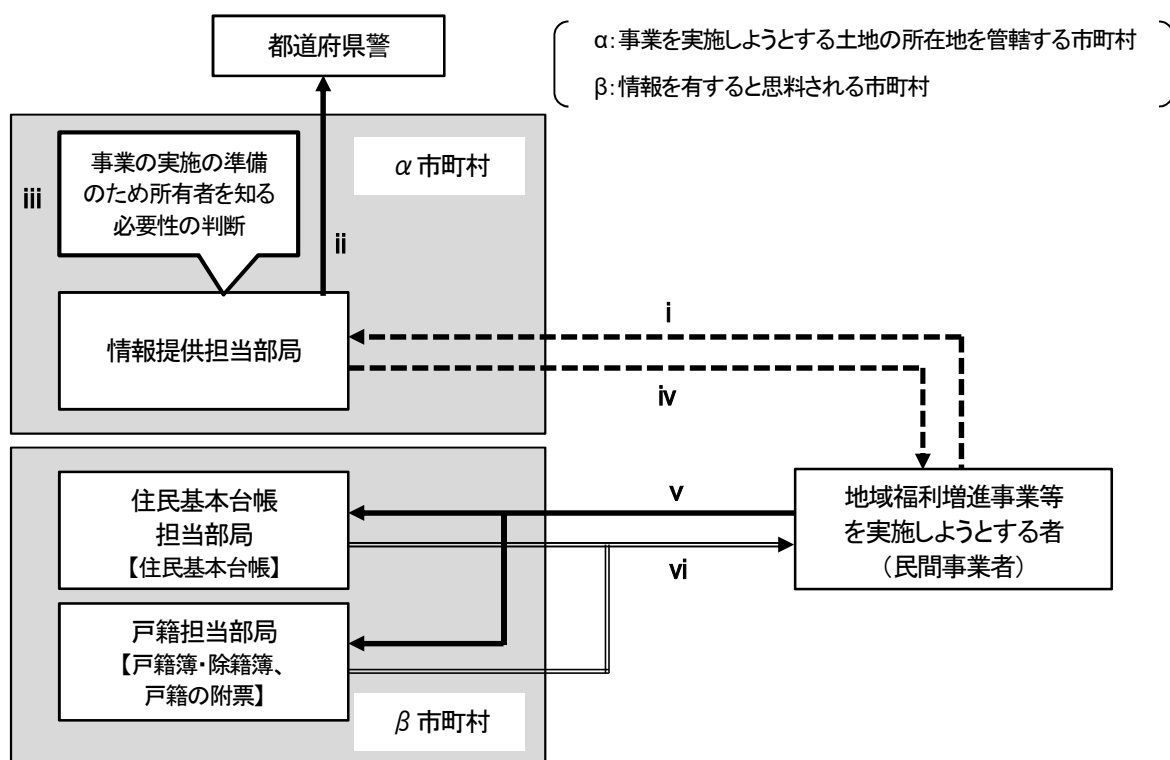 都道府県警
α:事業を実施しようとする土地の所在地を管轄する市町村
β:情報を有すると思料される市町村
事業の実施の準備
のため所有者を知る
必要性の判断
iii
α市町村
ii
情報提供担当部局
i
iv
住民基本台帳
担当部局
【住民基本台帳】
v
vi
地域福利増進事業等
を実施しようとする者
(民間事業者)
戸籍担当部局
【戸籍簿・除籍簿、
戸籍の附票】
β市町村